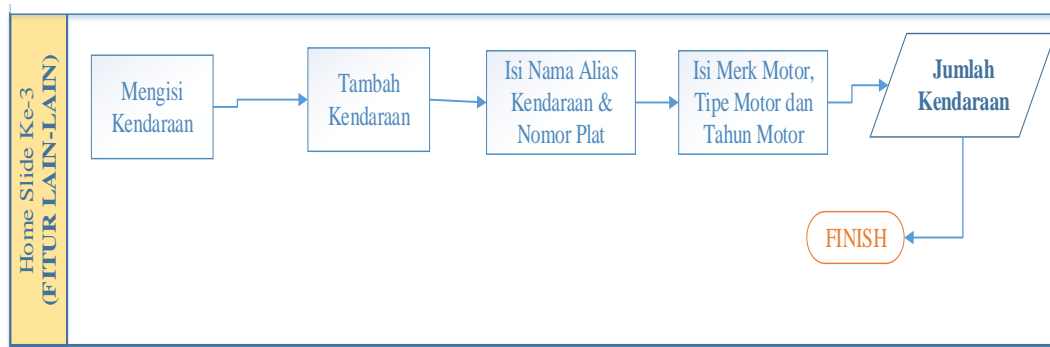 Home Slide Ke-3
(FITUR LAIN-LAIN)
Mengisi
Kendaraan
Tambah
Kendaraan
Isi Nama Alias
Kendaraan &
Nomor Plat
Isi Merk Motor,
Tipe Motor dan
Tahun Motor
Jumlah
Kendaraan
FINISH